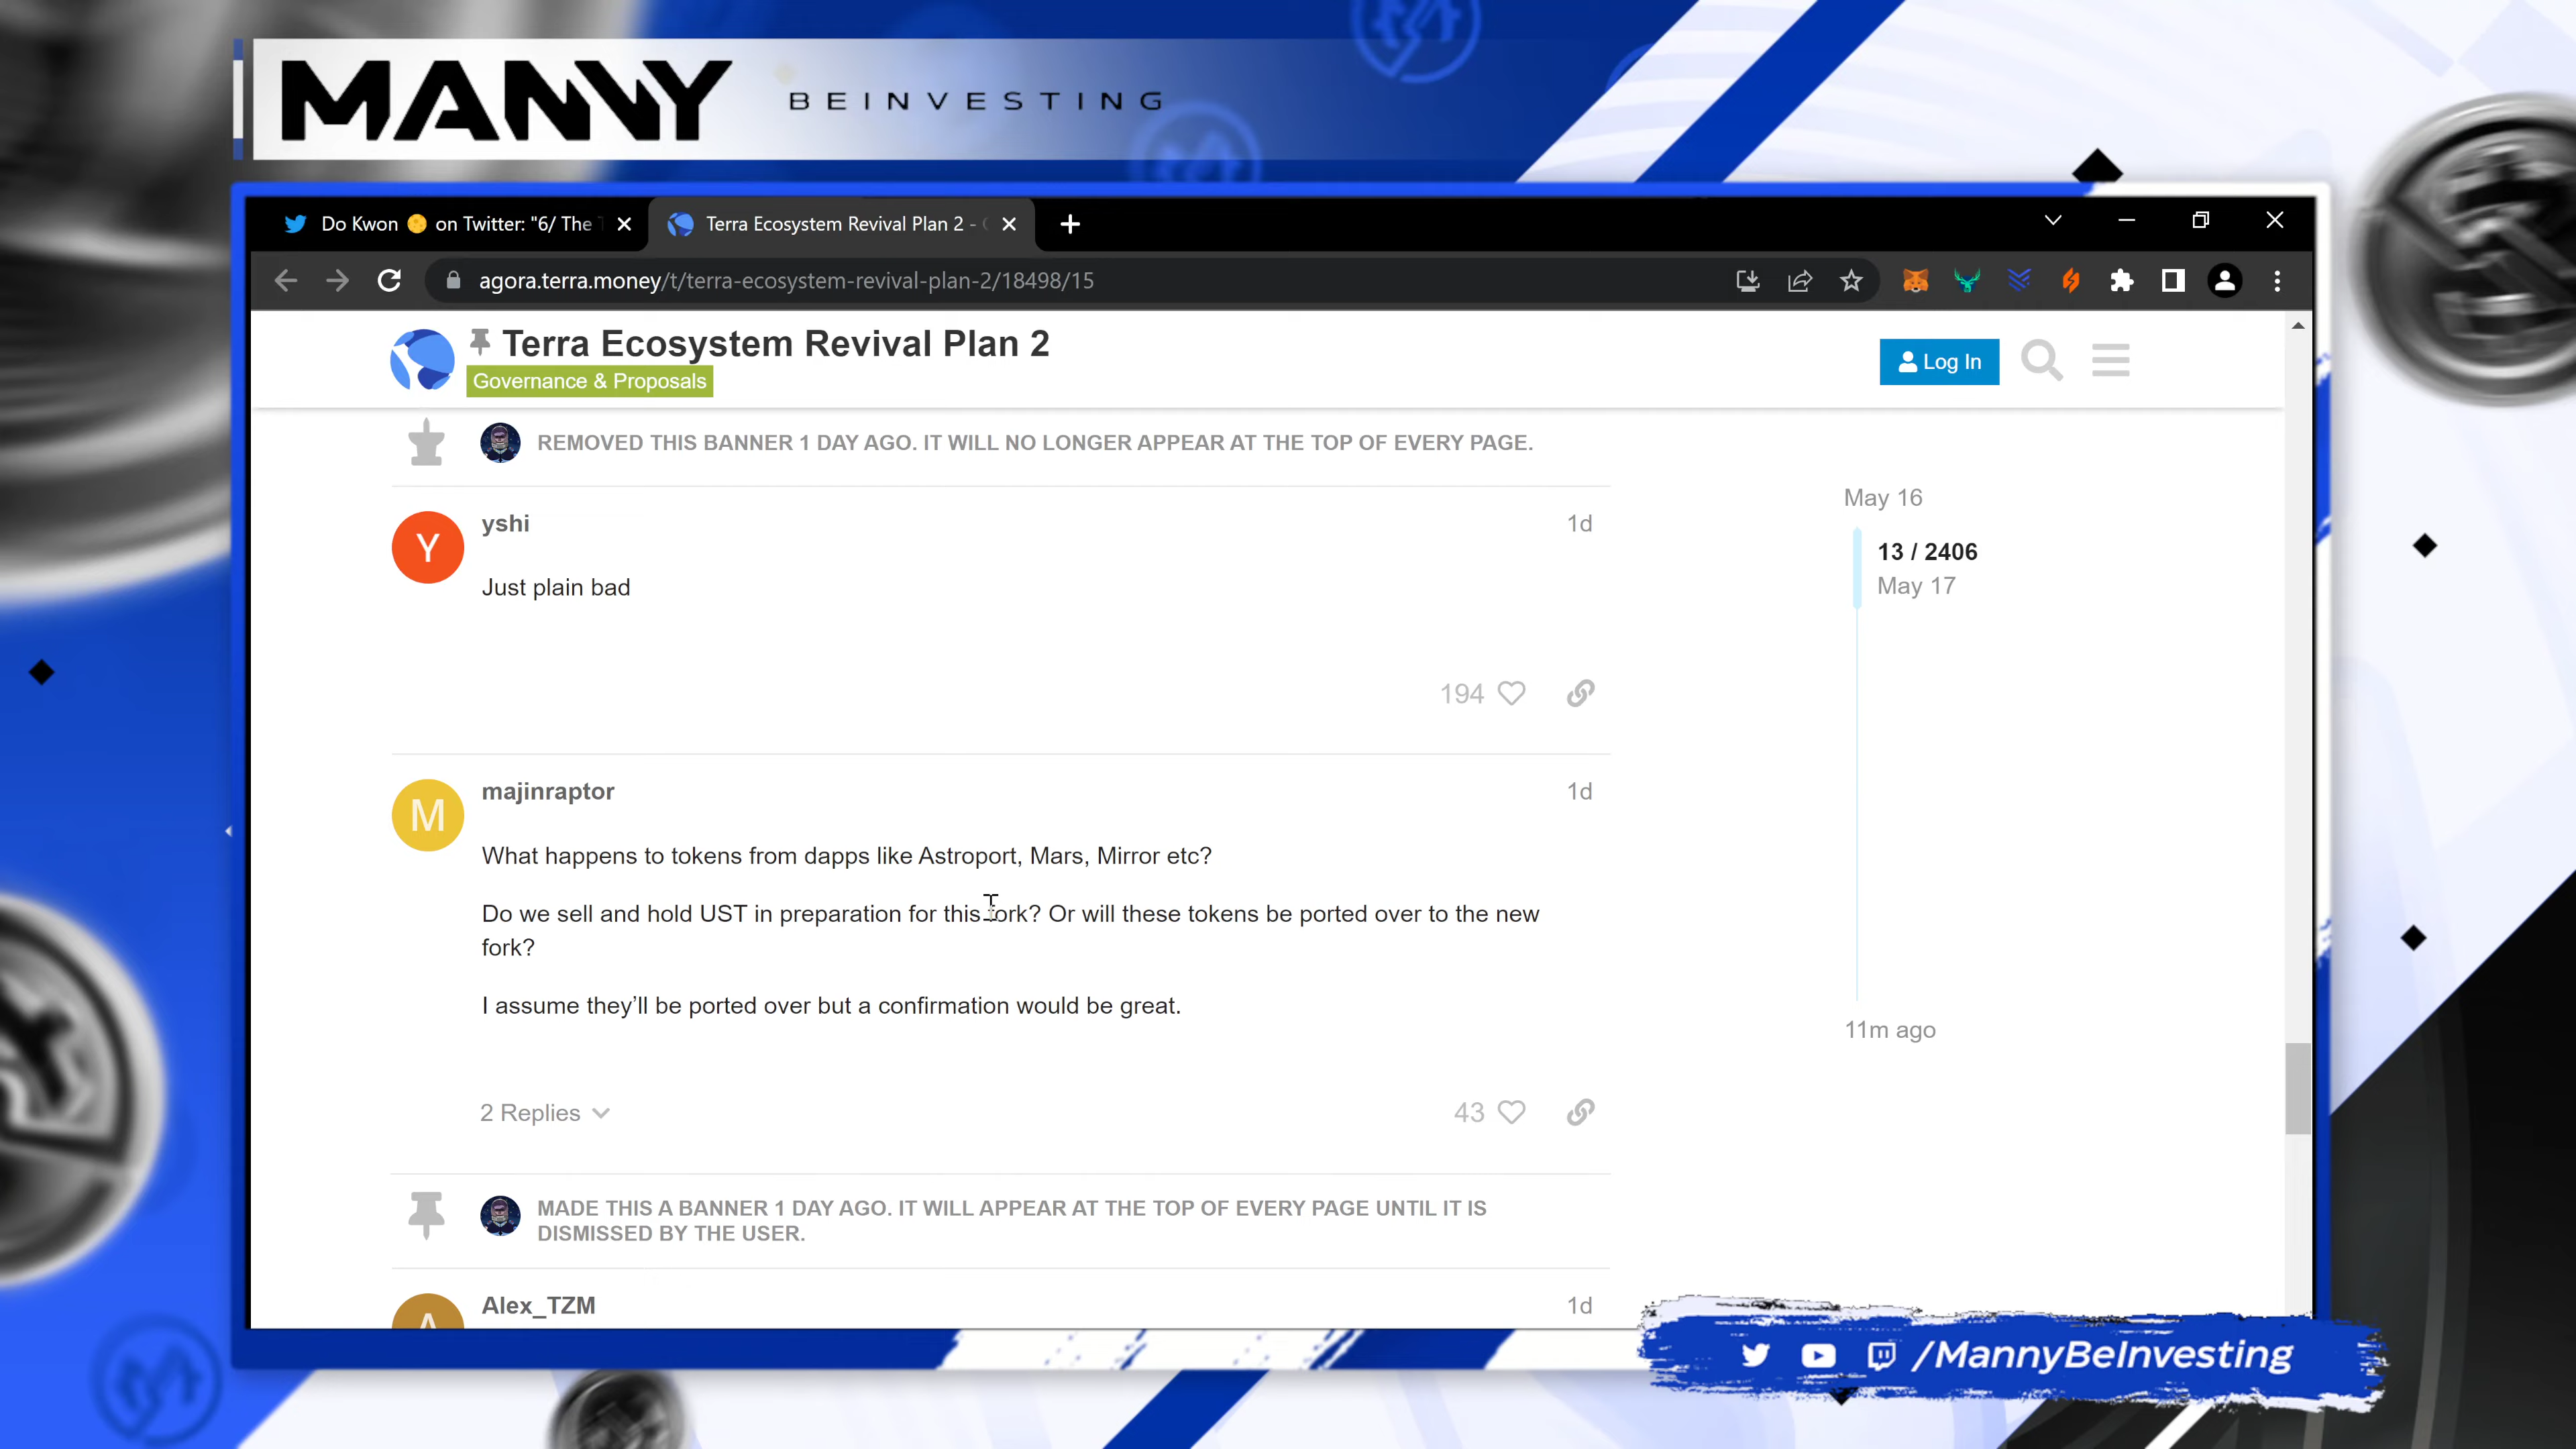 MANNY BEINVESTING
Do Kwon on Twitter: "6/ The
Terra Ecosystem Revival Plan 2 -
agora.terra.money/t/terra-ecosystem-revival-plan-2/18498/15
Terra Ecosystem Revival Plan 2
Governance & Proposals
Log In
REMOVED THIS BANNER 1 DAY AGO. IT WILL NO LONGER APPEAR AT THE TOP OF EVERY PAGE.
Y
yshi
1d
Just plain bad
194
May 16
13 / 2406
May 17
11m ago
M
majinraptor
1d
What happens to tokens from dapps like Astroport, Mars, Mirror etc?
Do we sell and hold UST in preparation for this fork? Or will these tokens be ported over to the new
fork?
I assume they'll be ported over but a confirmation would be great.
2 Replies
43
MADE THIS A BANNER 1 DAY AGO. IT WILL APPEAR AT THE TOP OF EVERY PAGE UNTIL IT IS
DISMISSED BY THE USER.
A
Alex_TZM
1d
/MannyBeInvesting